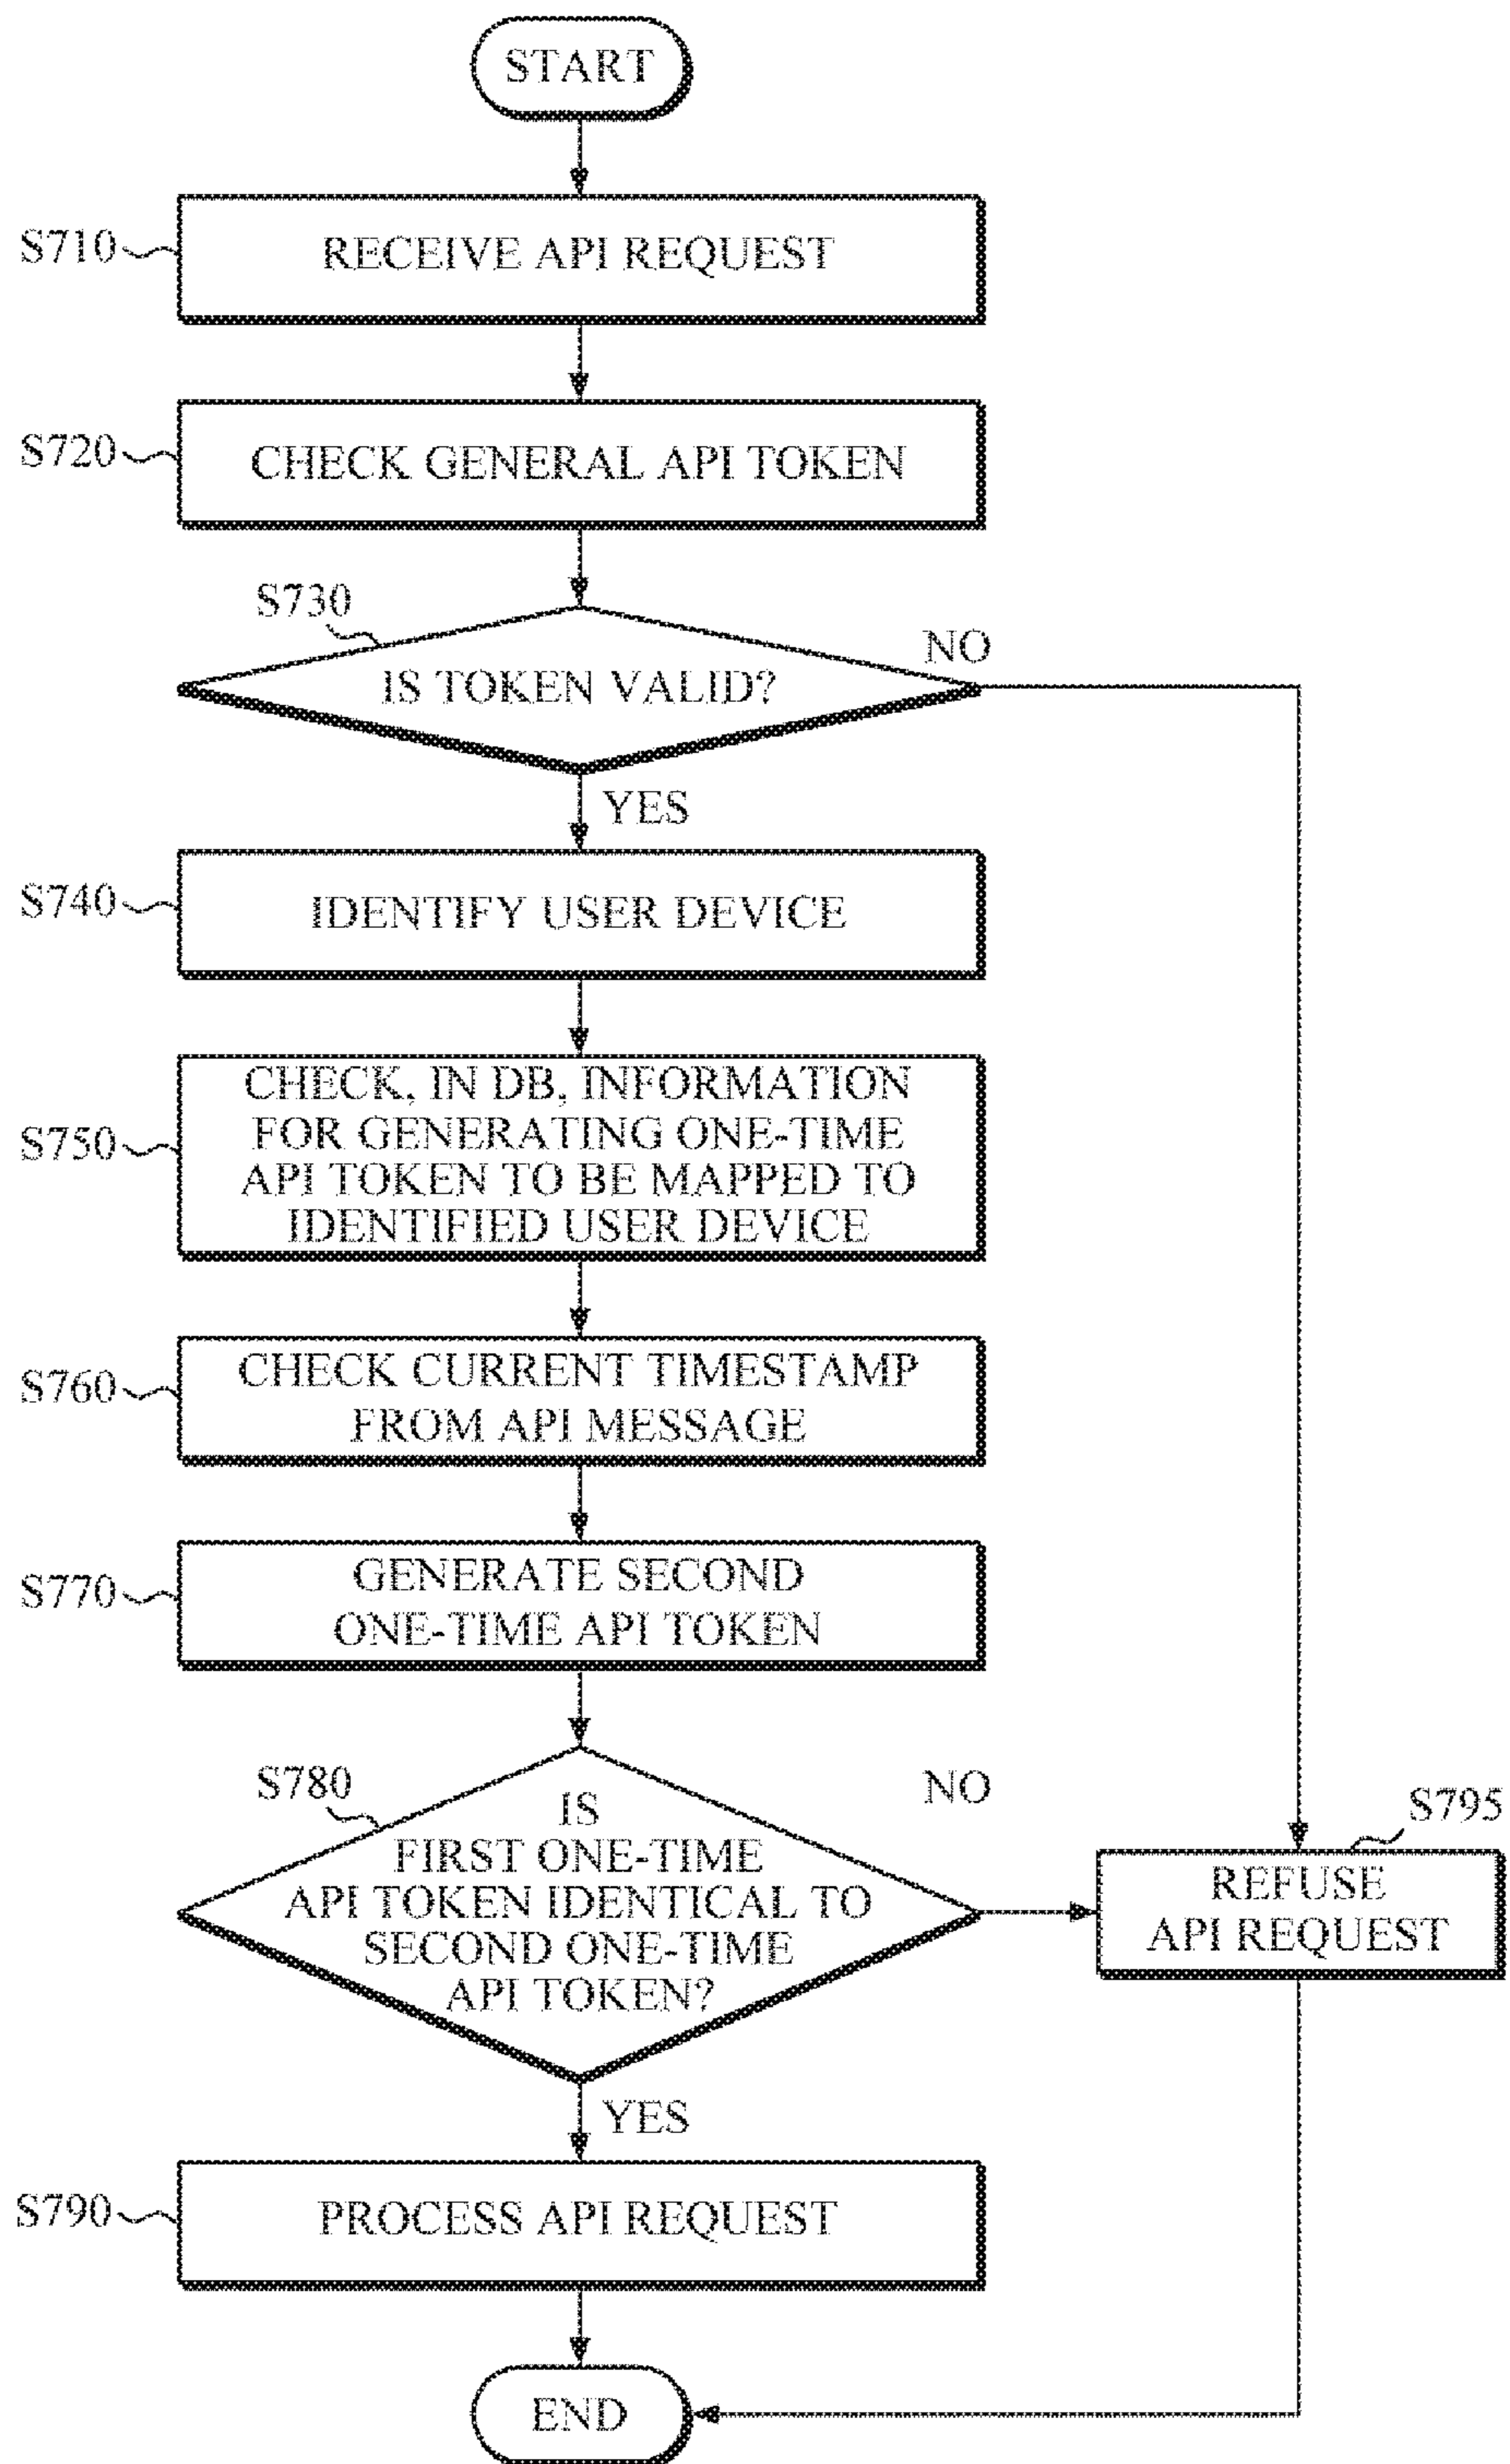 START
S710
RECEIVE API REQUEST
S720
CHECK GENERAL API TOKEN
S730
IS TOKEN VALID?
NO
YES
S740
IDENTIFY USER DEVICE
S750
CHECK, IN DB, INFORMATION
FOR GENERATING ONE-TIME
API TOKEN TO BE MAPPED TO
IDENTIFIED USER DEVICE
S760
CHECK CURRENT TIMESTAMP
FROM API MESSAGE
S770
GENERATE SECOND
ONE-TIME API TOKEN
S780
IS
FIRST ONE-TIME
API TOKEN IDENTICAL TO
SECOND ONE-TIME
API TOKEN?
NO
S795
REFUSE
API REQUEST
YES
S790
PROCESS API REQUEST
END